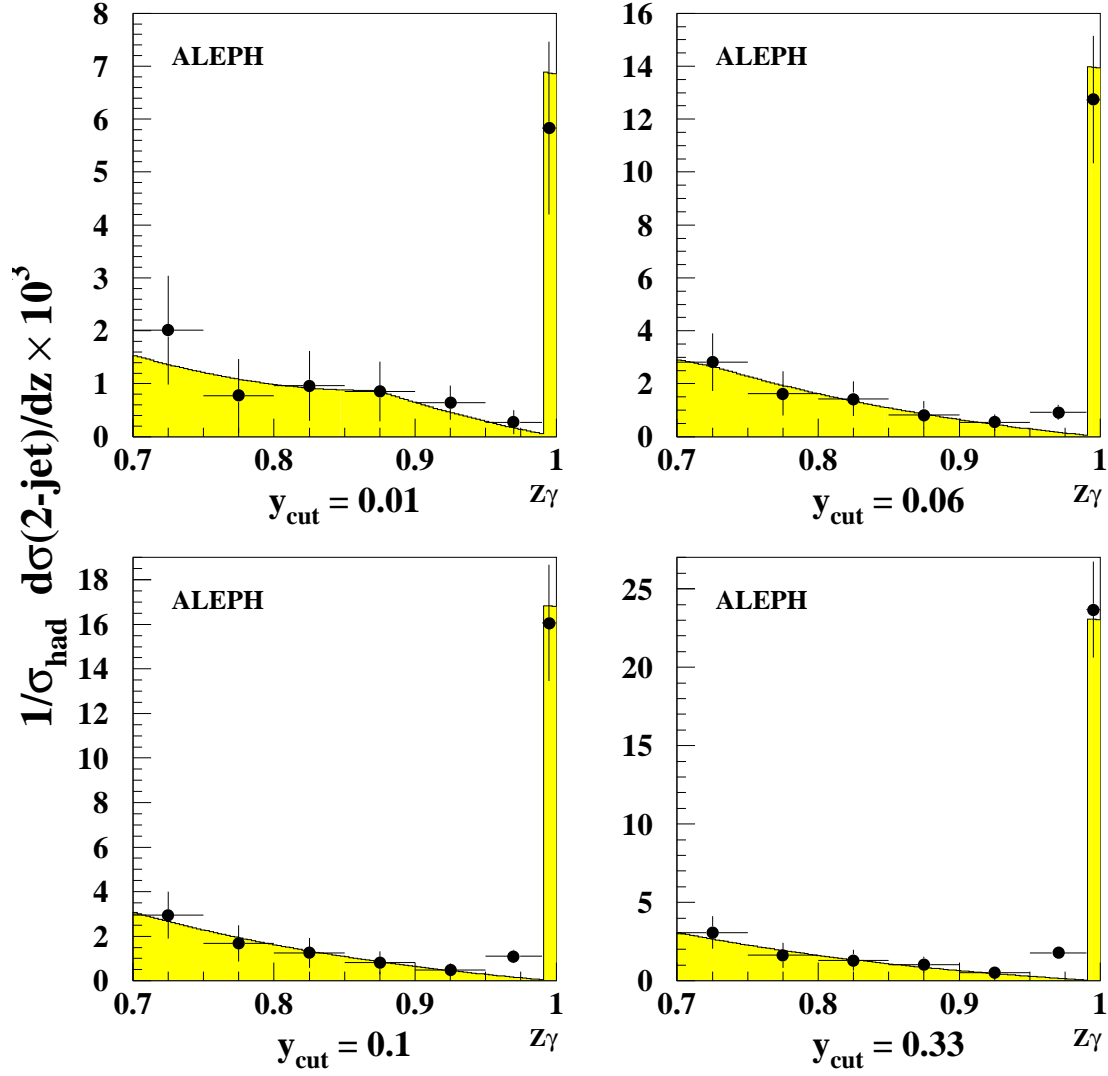 1/σhad dσ(2-jet)/dz × 10³
ALEPH
8
7
6
5
4
3
2
1
0
0.7 0.8 0.9 1
zγ
ycut = 0.01
ALEPH
16
14
12
10
8
6
4
2
0
0.7 0.8 0.9 1
zγ
ycut = 0.06
ALEPH
18
16
14
12
10
8
6
4
2
0
0.7 0.8 0.9 1
zγ
ycut = 0.1
ALEPH
25
20
15
10
5
0
0.7 0.8 0.9 1
zγ
ycut = 0.33